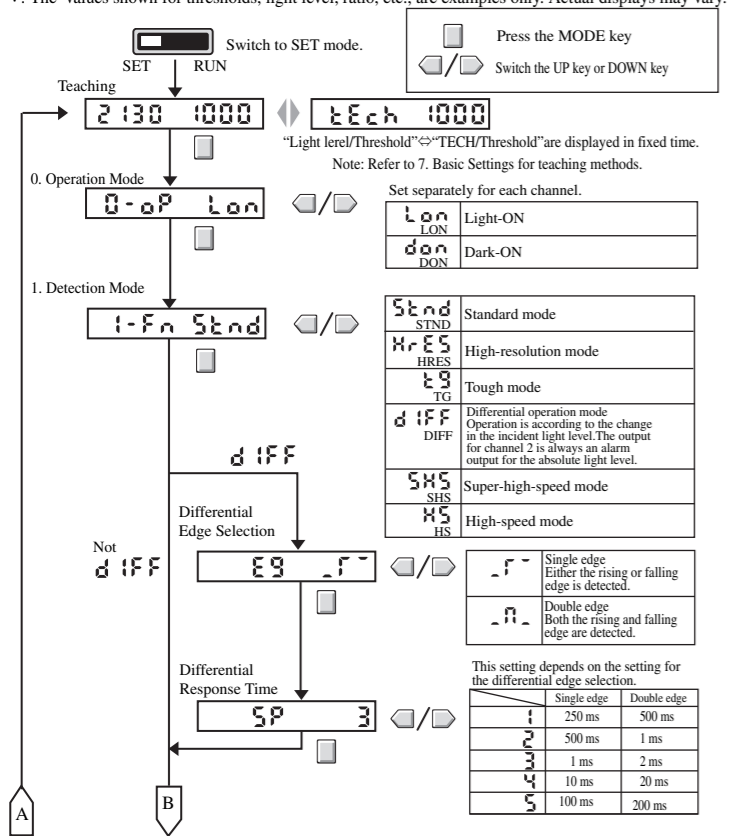 7. The values shown for thresholds, light level, ratio, etc., are examples only. Actual displays may vary.
Press the MODE key
Switch the UP key or DOWN key
Switch to SET mode.
SET RUN
Teaching
2130 1000
tEch 1000
“Light lerel/Threshold”⇔“TECH/Threshold”are displayed in fixed time.
Note: Refer to 7. Basic Settings for teaching methods.
0. Operation Mode
0-oP Lon
Set separately for each channel.
Lon
LON
Light-ON
don
DON
Dark-ON
1. Detection Mode
1-Fn Stnd
Stnd
STND
Standard mode
HrES
HRES
High-resolution mode
t9
TG
Tough mode
d IFF
DIFF
Differential operation mode
Operation is according to the change
in the incident light level.The output
for channel 2 is always an alarm
output for the absolute light level.
SHS
SHS
Super-high-speed mode
HS
HS
High-speed mode
d IFF
Not
d IFF
Differential
Edge Selection
E9
Single edge
Either the rising or falling
edge is detected.
Double edge
Both the rising and falling
edge are detected.
Differential
Response Time
SP 3
This setting depends on the setting for
the differential edge selection.
Single edge Double edge
1 250 ms 500 ms
2 500 ms 1 ms
3 1 ms 2 ms
4 10 ms 20 ms
5 100 ms 200 ms
A
B